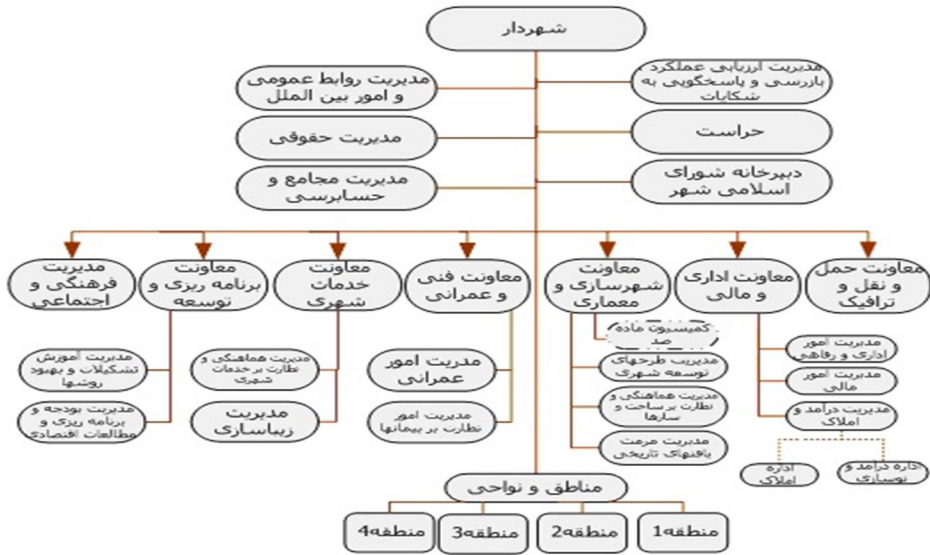 شهردار
مدیریت ارزیابی عملکرد ،
بازرسی و پاسخگویی به
شکایات
مدیریت روابط عمومی
و امور بین الملل
حراست
مدیریت حقوقی
دبیرخانه شورای
اسلامی شهر
مدیریت مجامع و
حسابرسی
معاونت حمل
و نقل و
ترافیک
معاونت اداری
و مالی
معاونت
شهرسازی و
معماری
معاونت فنی
و عمرانی
معاونت
خدمات
شهری
معاونت
برنامه ریزی و
توسعه
مدیریت
فرهنگی و
اجتماعی
مدیریت امور
اداری و رفاهی
مدیریت امور
مالی
مدیریت درآمد و
املاک
اداره درآمد و
نوسازی
اداره
املاک
کمیسیون ماده
صد
مدیریت طرحهای
توسعه شهری
مدیریت هماهنگی و
نظارت بر ساخت و
سازها
مدیریت مرمت
بافتهای تاریخی
مدریت امور
عمرانی
مدیریت امور
نظارت بر پیمانها
مدیریت هماهنگی و
نظارت بر خدمات
شهری
مدیریت
زیباسازی
مدیریت آموزش
تشکیلات و بهبود
روشها
مدیریت بودجه و
برنامه ریزی و
مطالعات اقتصادی
مناطق و نواحی
منطقه1
منطقه2
منطقه3
منطقه4